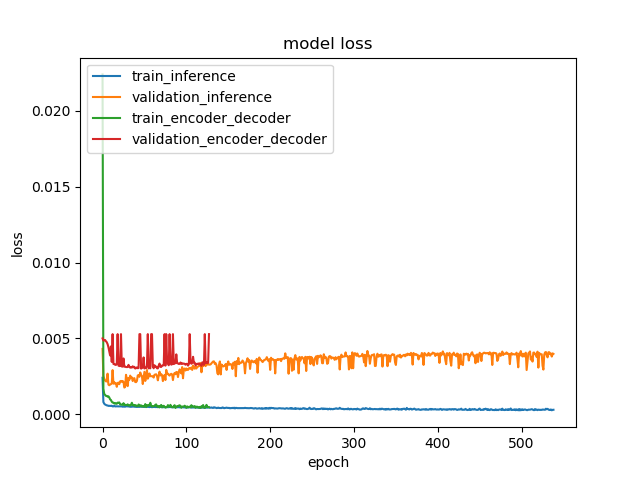 model loss
train_inference
validation_inference
train_encoder_decoder
validation_encoder_decoder
0.020
0.015
0.010
0.005
0.000
loss
0 100 200 300 400 500
epoch